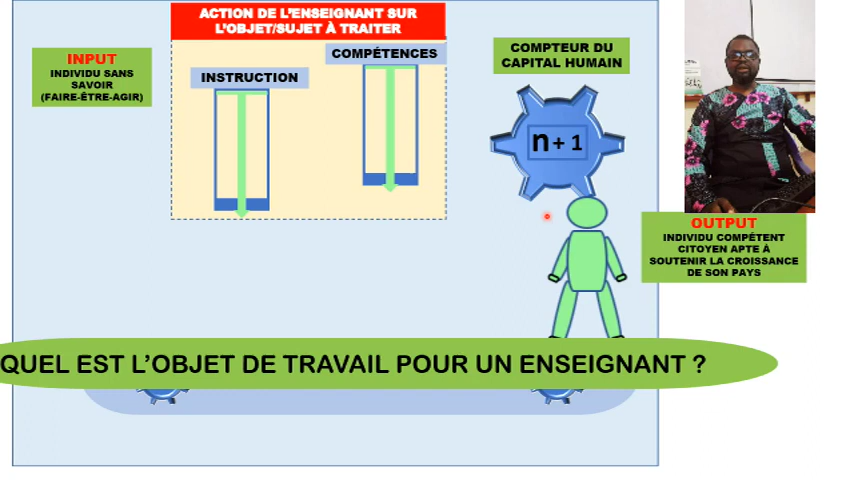 ACTION DE L'ENSEIGNANT SUR
L'OBJET/SUJET À TRAITER
INPUT
INDIVIDU SANS
SAVOIR
(FAIRE-ÊTRE-AGIR)
INSTRUCTION
COMPÉTENCES
COMPTEUR DU
CAPITAL HUMAIN
n + 1
OUTPUT
INDIVIDU COMPÉTENT
CITOYEN APTE À
SOUTENIR LA CROISSANCE
DE SON PAYS
QUEL EST L'OBJET DE TRAVAIL POUR UN ENSEIGNANT ?